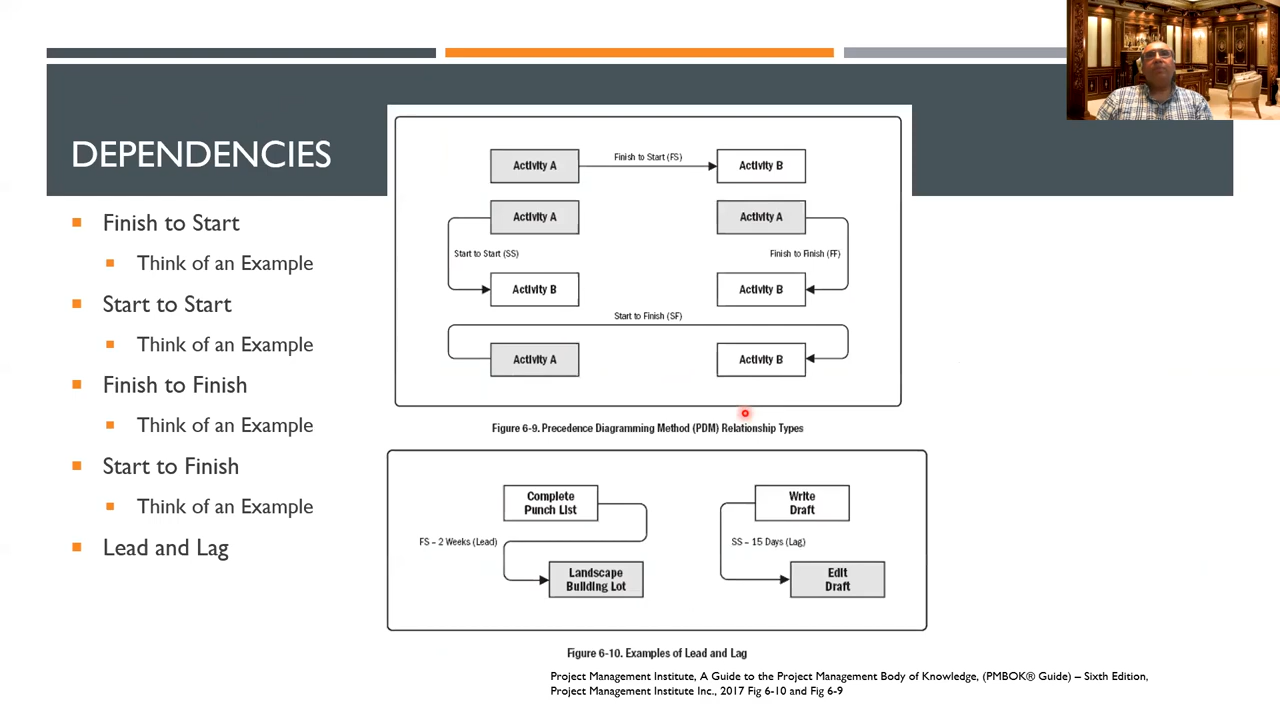 DEPENDENCIES
Finish to Start
Think of an Example
Start to Start
Think of an Example
Finish to Finish
Think of an Example
Start to Finish
Think of an Example
Lead and Lag
Activity A
Finish to Start (FS)
Activity B
Activity A
Activity A
Start to Start (SS)
Finish to Finish (FF)
Activity B
Activity B
Start to Finish (SF)
Activity A
Activity B
Figure 6-9. Precedence Diagramming Method (PDM) Relationship Types
Complete
Punch List
Write
Draft
FS – 2 Weeks (Lead)
SS – 15 Days (Lag)
Landscape
Building Lot
Edit
Draft
Figure 6-10. Examples of Lead and Lag
Project Management Institute, A Guide to the Project Management Body of Knowledge, (PMBOK® Guide) – Sixth Edition,
Project Management Institute Inc., 2017 Fig 6-10 and Fig 6-9